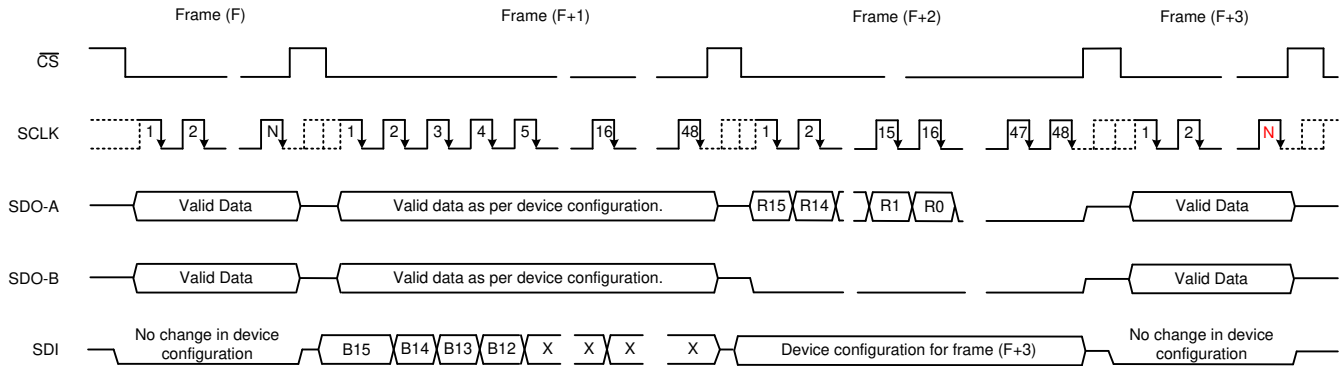 Frame (F) Frame (F+1) Frame (F+2) Frame (F+3)
CS
SCLK 1 2 N 1 2 3 4 5 16 48 1 2 15 16 47 48 1 2 N
SDO-A Valid Data Valid data as per device configuration. R15 R14 R1 R0 Valid Data
SDO-B Valid Data Valid data as per device configuration. Valid Data
SDI No change in device configuration B15 B14 B13 B12 X X X X Device configuration for frame (F+3) No change in device configuration